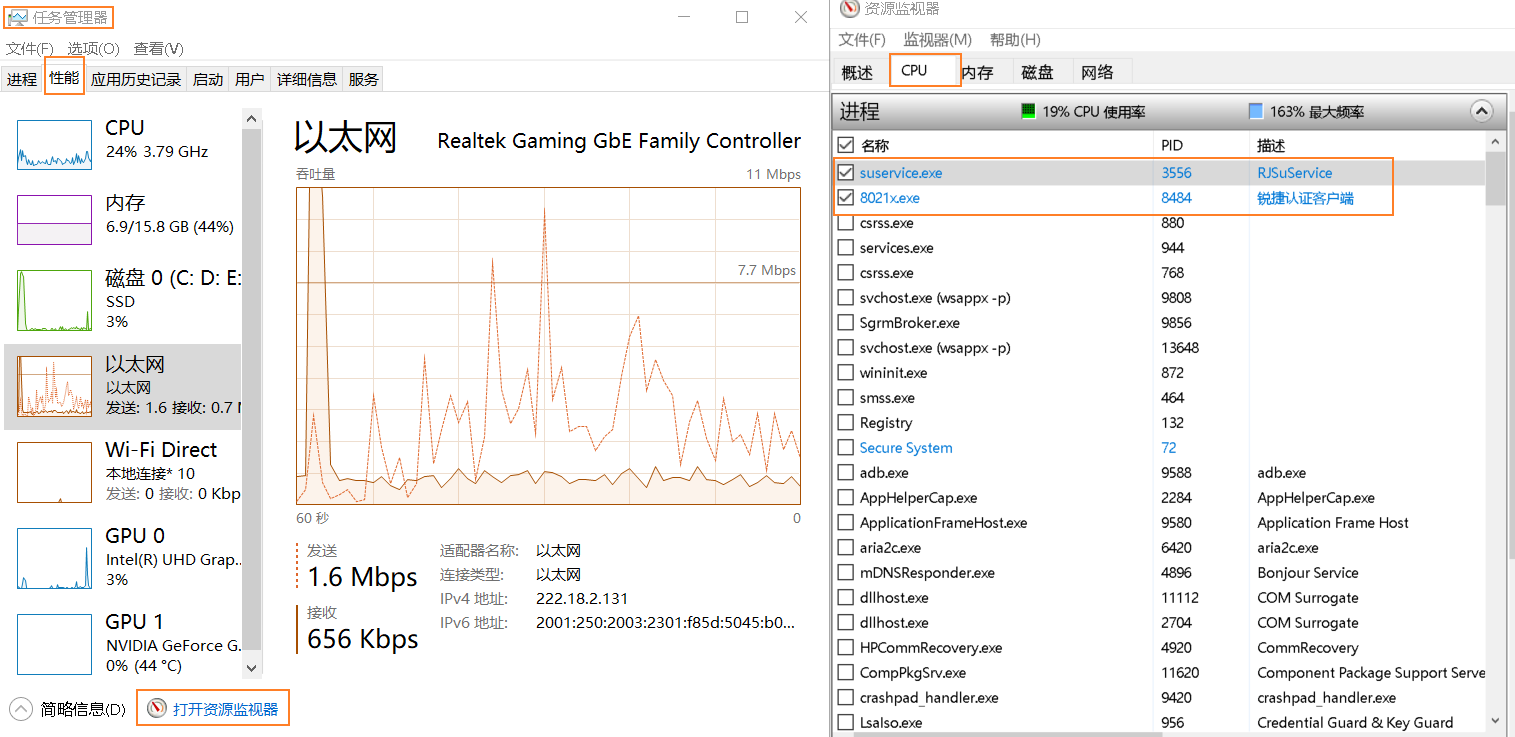 任务管理器
文件(F) 选项(O) 查看(V)
进程 性能 应用历史记录 启动 用户 详细信息 服务
CPU
24% 3.79 GHz
内存
6.9/15.8 GB (44%)
磁盘 0 (C: D: E:
SSD
3%
以太网
以太网
发送: 1.6 接收: 0.7 M
Wi-Fi Direct
本地连接* 10
发送: 0 接收: 0 Kbp
GPU 0
Intel(R) UHD Grap...
3%
GPU 1
NVIDIA GeForce G.
0% (44 °C)
以太网 Realtek Gaming GbE Family Controller
吞吐量 11 Mbps
7.7 Mbps
60 秒 0
发送
1.6 Mbps
接收
656 Kbps
适配器名称: 以太网
连接类型: 以太网
IPv4 地址: 222.18.2.131
IPv6 地址: 2001:250:2003:2301:f85d:5045:b0...
简略信息(D) 打开资源监视器
资源监视器
文件(F) 监视器(M) 帮助(H)
概述 CPU 内存 磁盘 网络
进程 19% CPU 使用率 163% 最大频率
名称 PID 描述
suservice.exe 3556 RJSuService
8021x.exe 8484 锐捷认证客户端
csrss.exe 880
services.exe 944
csrss.exe 768
svchost.exe (wsappx -p) 9808
SgrmBroker.exe 9856
svchost.exe (wsappx -p) 13648
wininit.exe 872
smss.exe 464
Registry 132
Secure System 72
adb.exe 9588 adb.exe
AppHelperCap.exe 2284 AppHelperCap.exe
ApplicationFrameHost.exe 9580 Application Frame Host
aria2c.exe 6420 aria2c.exe
mDNSResponder.exe 4896 Bonjour Service
dllhost.exe 11112 COM Surrogate
dllhost.exe 2704 COM Surrogate
HPCommRecovery.exe 4920 CommRecovery
CompPkgSrv.exe 11620 Component Package Support Serve
crashpad_handler.exe 9420 crashpad_handler.exe
LsaIso.exe 956 Credential Guard & Key Guard